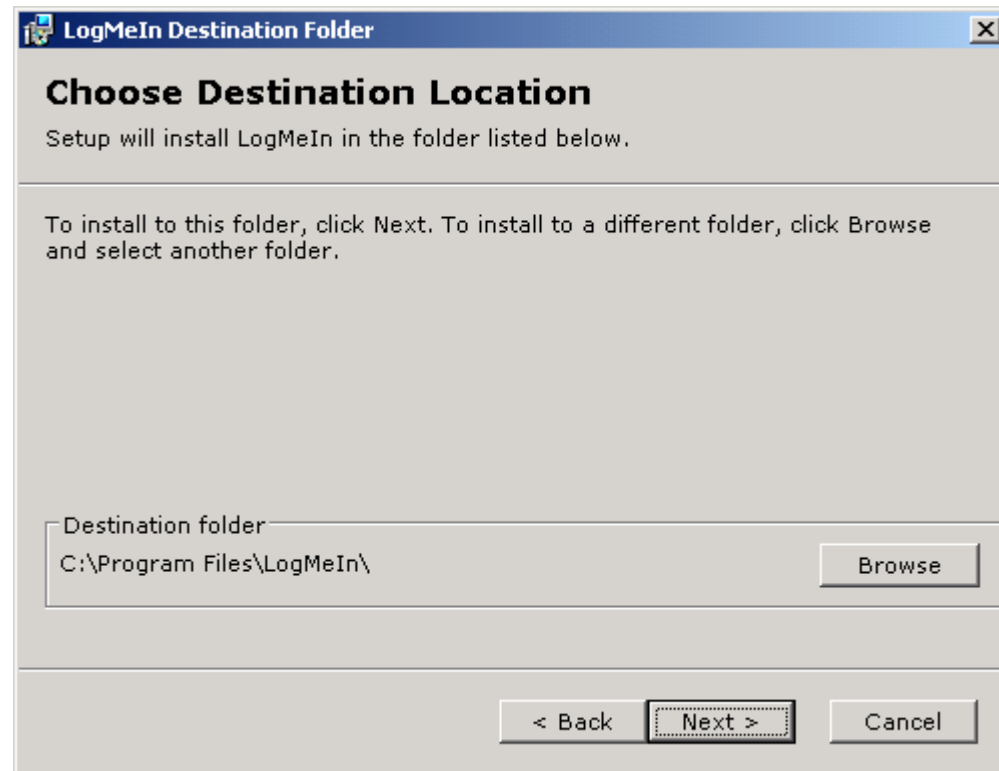 LogMeIn Destination Folder
Choose Destination Location
Setup will install LogMeIn in the folder listed below.
To install to this folder, click Next. To install to a different folder, click Browse
and select another folder.
Destination folder
C:\Program Files\LogMeIn\
Browse
< Back
Next >
Cancel